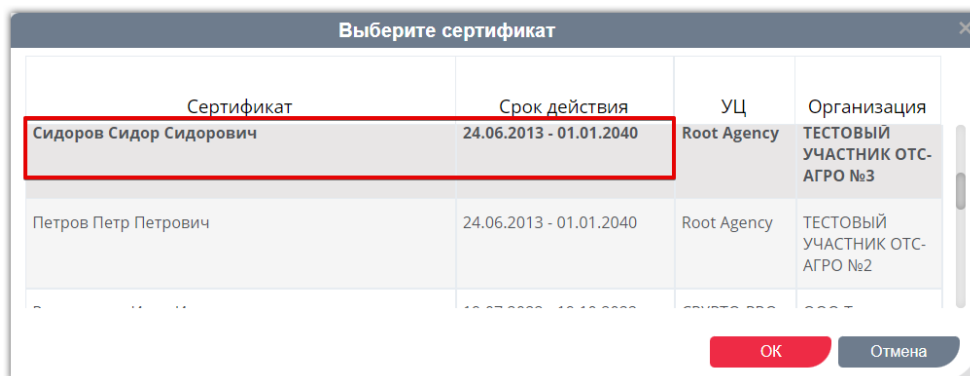 Выберите сертификат
Сертификат Срок действия УЦ Организация
Сидоров Сидор Сидорович 24.06.2013 - 01.01.2040 Root Agency ТЕСТОВЫЙ
УЧАСТНИК ОТС-
АГРО №3
Петров Петр Петрович 24.06.2013 - 01.01.2040 Root Agency ТЕСТОВЫЙ
УЧАСТНИК ОТС-
АГРО №2
ОК Отмена